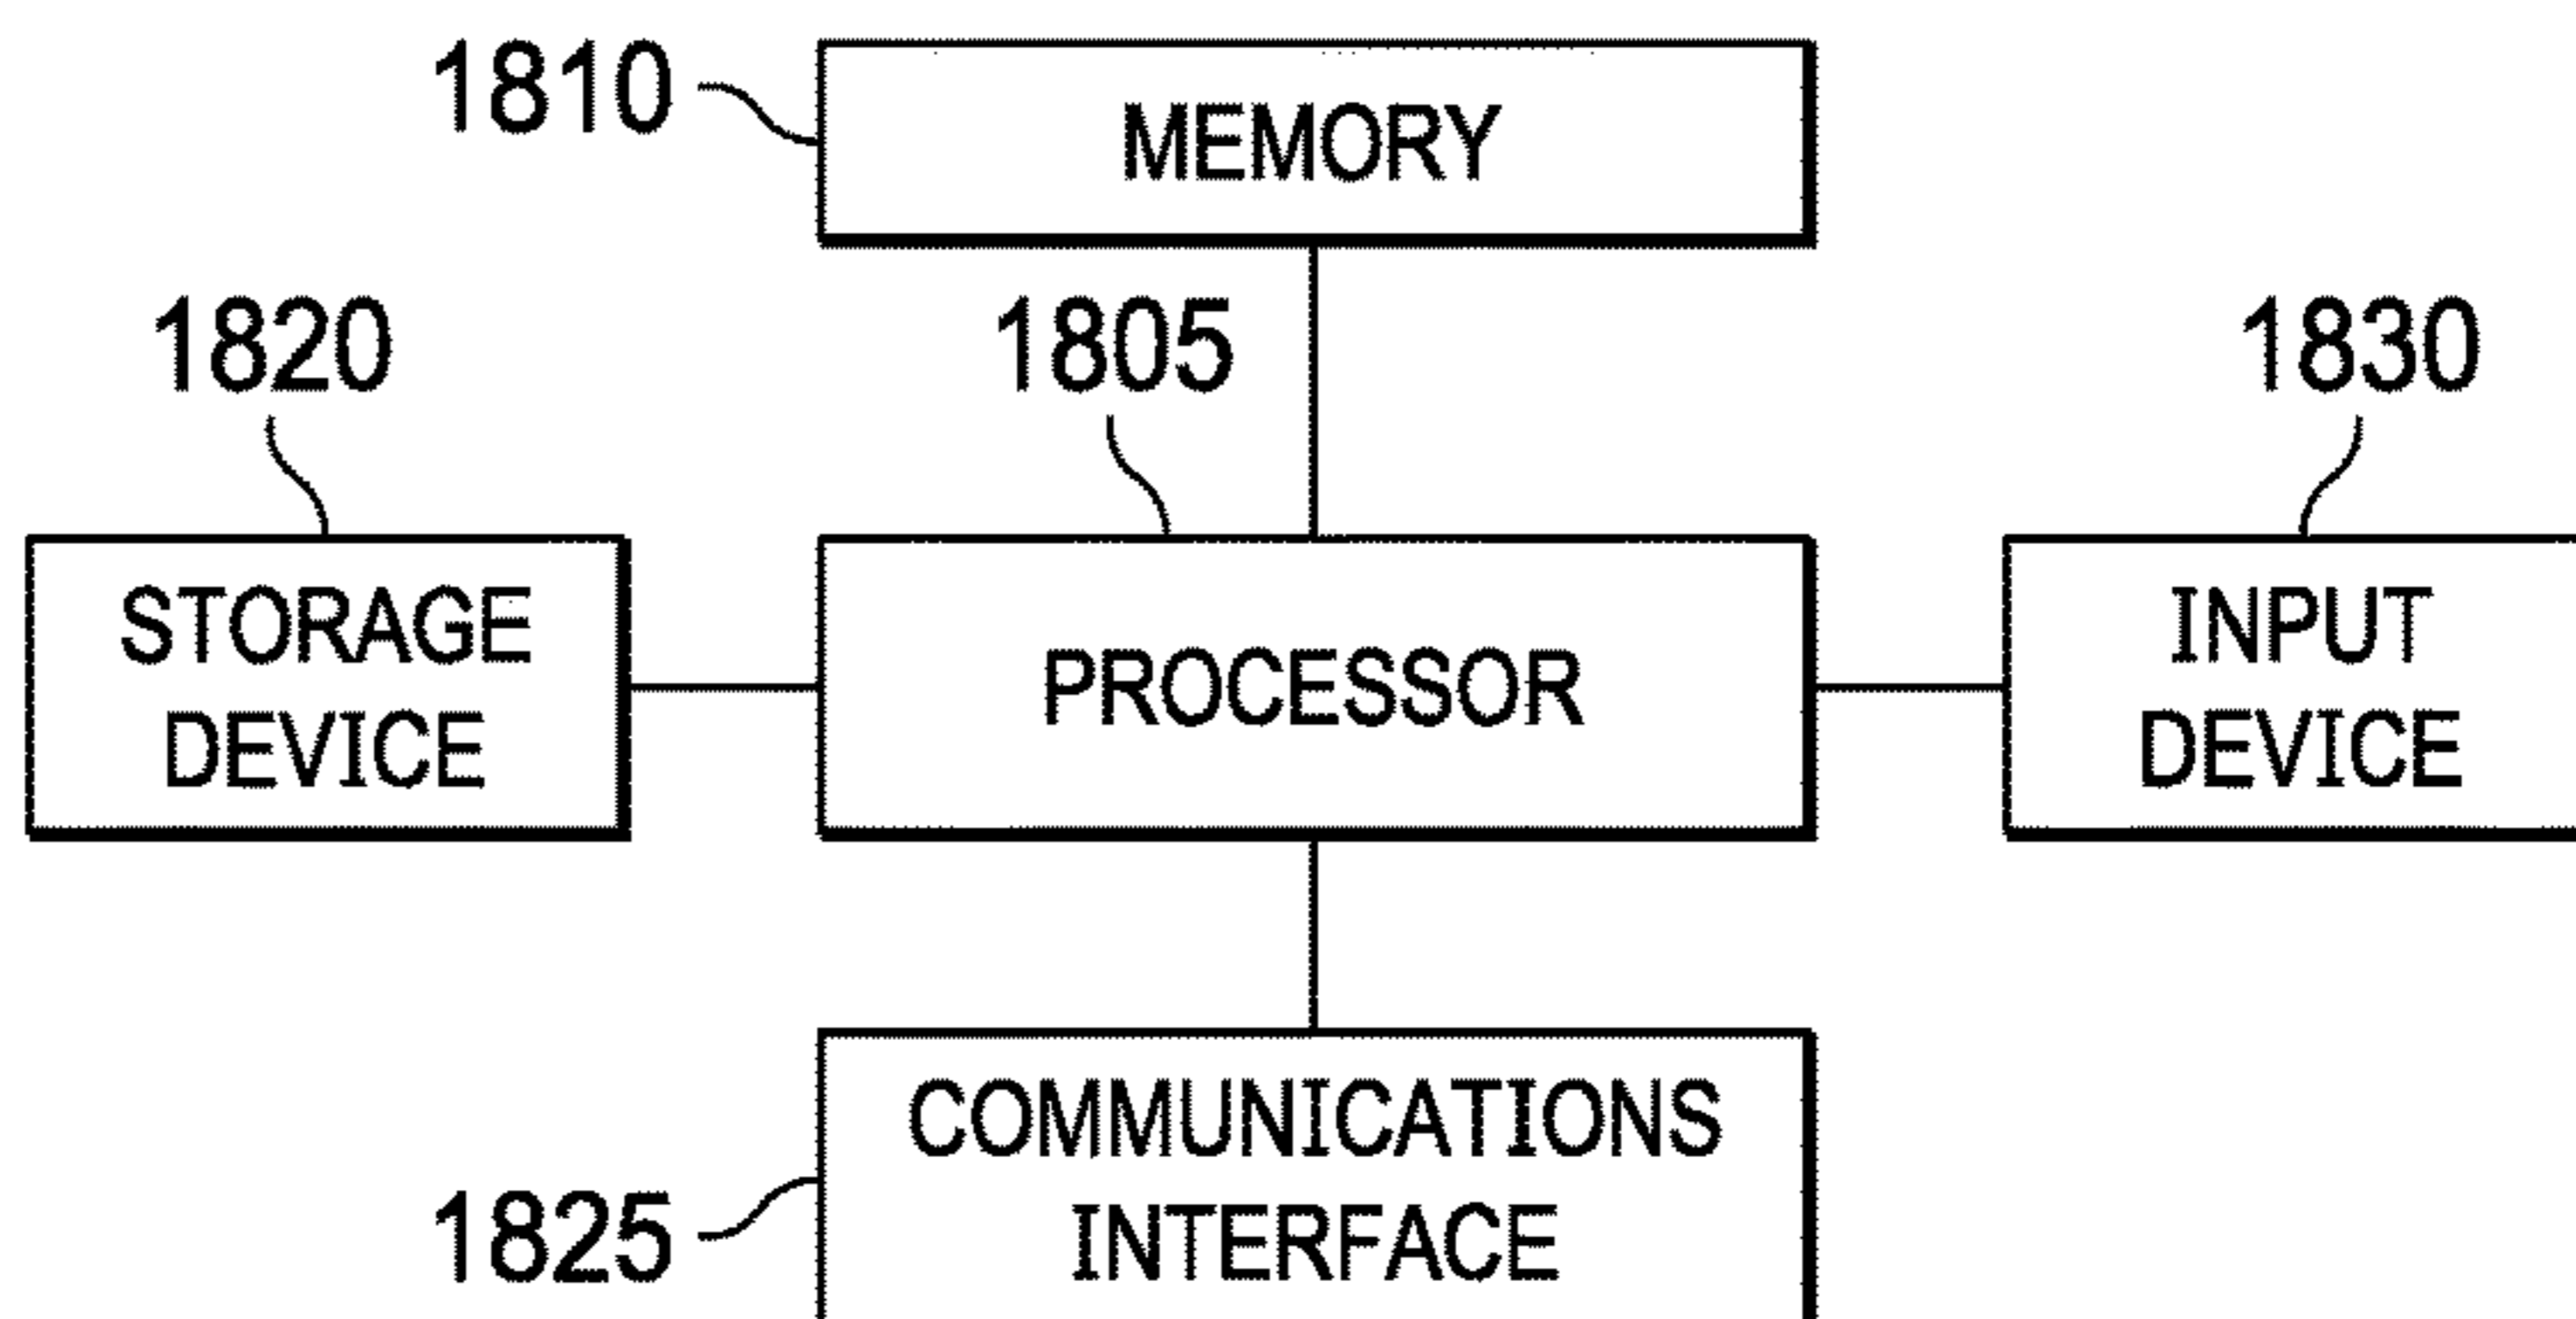 1810
MEMORY
1820
1805
1830
STORAGE
DEVICE
PROCESSOR
INPUT
DEVICE
COMMUNICATIONS
INTERFACE
1825